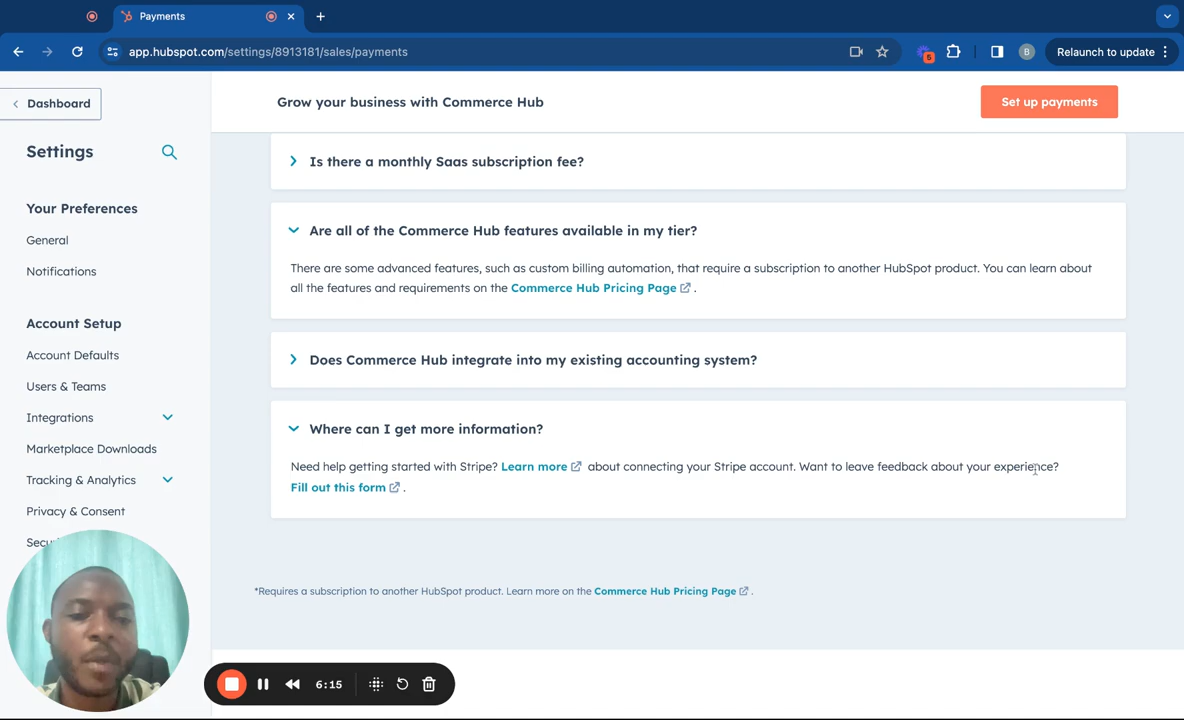 Payments
app.hubspot.com/settings/8913181/sales/payments
6
B
Relaunch to update
Dashboard
Grow your business with Commerce Hub
Set up payments
Settings
Is there a monthly Saas subscription fee?
Your Preferences
General
Notifications
Are all of the Commerce Hub features available in my tier?
There are some advanced features, such as custom billing automation, that require a subscription to another HubSpot product. You can learn about
all the features and requirements on the Commerce Hub Pricing Page .
Account Setup
Account Defaults
Users & Teams
Integrations
Marketplace Downloads
Tracking & Analytics
Privacy & Consent
Does Commerce Hub integrate into my existing accounting system?
Where can I get more information?
Need help getting started with Stripe? Learn more about connecting your Stripe account. Want to leave feedback about your experience?
Fill out this form .
*Requires a subscription to another HubSpot product. Learn more on the Commerce Hub Pricing Page .
6:15